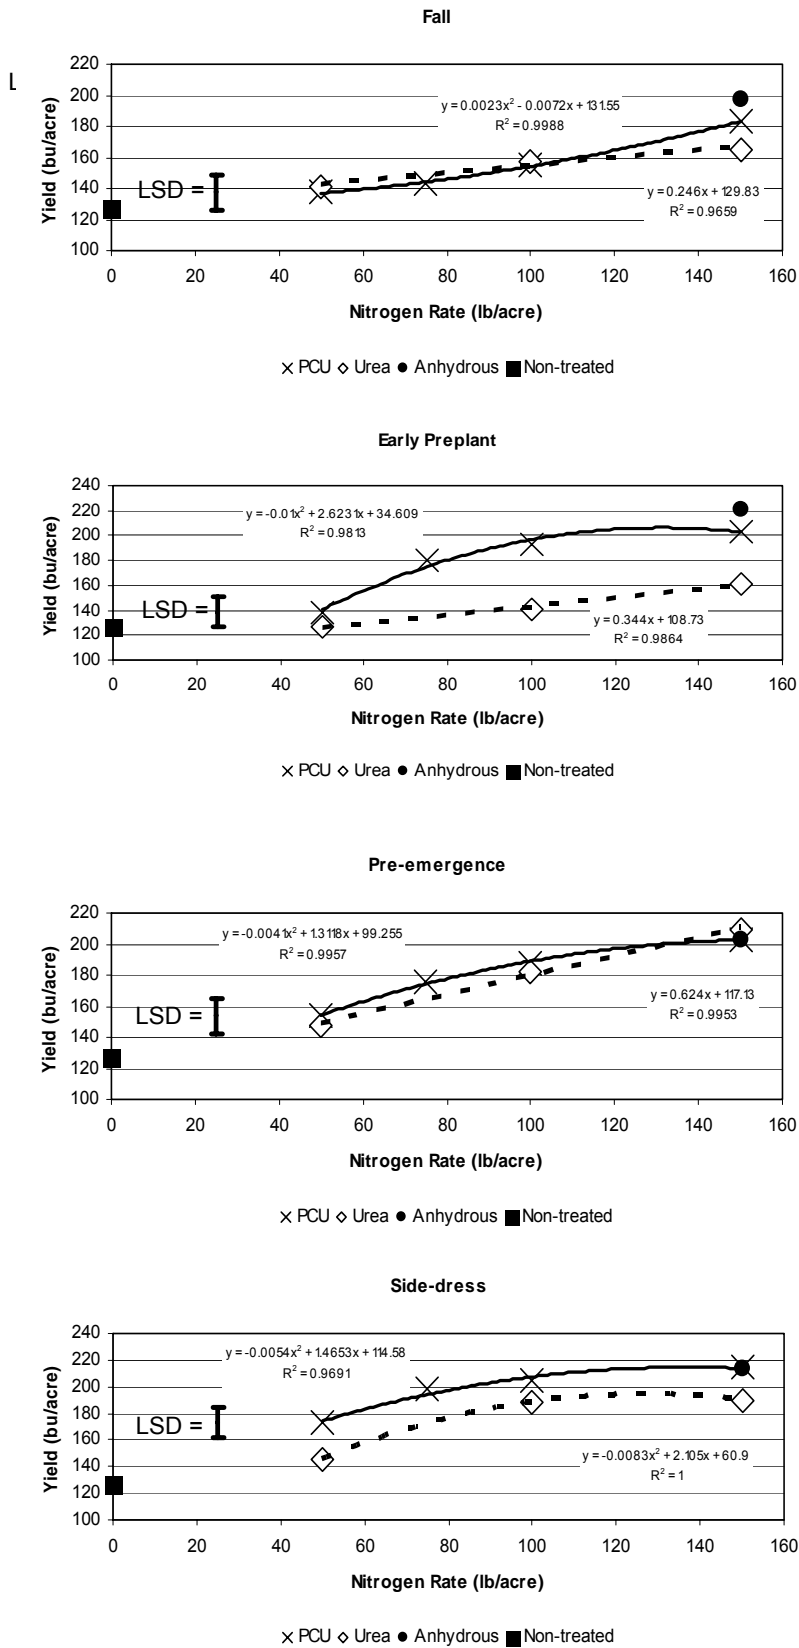 Fall
L
220
200
180
160
140
120
100
Yield (bu/acre)
y = 0.0023x² - 0.0072x + 131.55
R² = 0.9988
LSD =
y = 0.246x + 129.83
R² = 0.9659
0 20 40 60 80 100 120 140 160
Nitrogen Rate (lb/acre)
PCU Urea Anhydrous Non-treated
Early Preplant
240
220
200
180
160
140
120
100
Yield (bu/acre)
y = -0.01x² + 2.6231x + 34.609
R² = 0.9813
LSD =
y = 0.344x + 108.73
R² = 0.9864
0 20 40 60 80 100 120 140 160
Nitrogen Rate (lb/acre)
PCU Urea Anhydrous Non-treated
Pre-emergence
220
200
180
160
140
120
100
Yield (bu/acre)
y = -0.0041x² + 1.3118x + 99.255
R² = 0.9957
LSD =
y = 0.624x + 117.13
R² = 0.9953
0 20 40 60 80 100 120 140 160
Nitrogen Rate (lb/acre)
PCU Urea Anhydrous Non-treated
Side-dress
240
220
200
180
160
140
120
100
Yield (bu/acre)
y = -0.0054x² + 1.4653x + 114.58
R² = 0.9691
LSD =
y = -0.0083x² + 2.105x + 60.9
R² = 1
0 20 40 60 80 100 120 140 160
Nitrogen Rate (lb/acre)
PCU Urea Anhydrous Non-treated